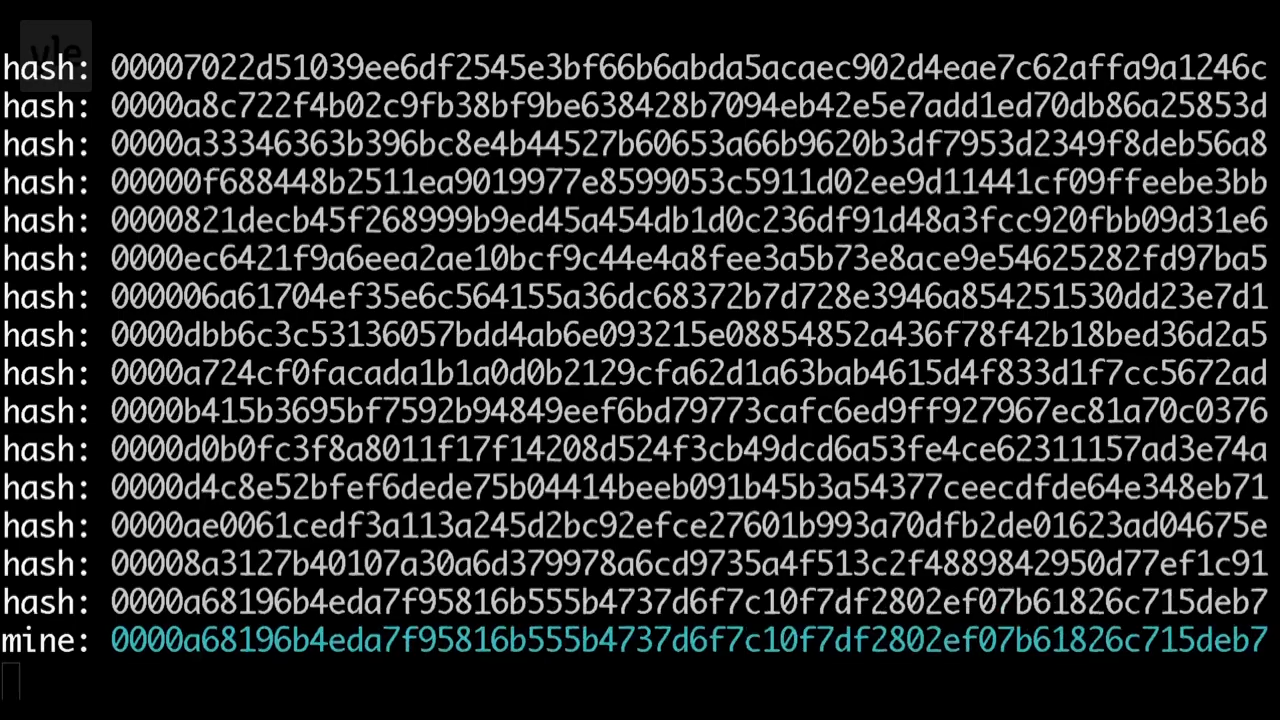 vle
hash: 00007022d51039ee6df2545e3bf66b6abda5acaec902d4eae7c62affa9a1246c
hash: 0000a8c722f4b02c9fb38bf9be638428b7094eb42e5e7add1ed70db86a25853d
hash: 0000a33346363b396bc8e4b44527b60653a66b9620b3df7953d2349f8deb56a8
hash: 00000f688448b2511ea9019977e8599053c5911d02ee9d11441cf09ffeebe3bb
hash: 0000821decb45f268999b9ed45a454db1d0c236df91d48a3fcc920fbb09d31e6
hash: 0000ec6421f9a6eea2ae10bcf9c44e4a8fee3a5b73e8ace9e54625282fd97ba5
hash: 000006a61704ef35e6c564155a36dc68372b7d728e3946a854251530dd23e7d1
hash: 0000dbb6c3c53136057bdd4ab6e093215e08854852a436f78f42b18bed36d2a5
hash: 0000a724cf0facada1b1a0d0b2129cfa62d1a63bab4615d4f833d1f7cc5672ad
hash: 0000b415b3695bf7592b94849eef6bd79773cafc6ed9ff927967ec81a70c0376
hash: 0000d0b0fc3f8a8011f17f14208d524f3cb49dcd6a53fe4ce62311157ad3e74a
hash: 0000d4c8e52bfef6dede75b04414beeb091b45b3a54377ceecdfde64e348eb71
hash: 0000ae0061cedf3a113a245d2bc92efce27601b993a70dfb2de01623ad04675e
hash: 00008a3127b40107a30a6d379978a6cd9735a4f513c2f4889842950d77ef1c91
hash: 0000a68196b4eda7f95816b555b4737d6f7c10f7df2802ef07b61826c715deb7
mine: 0000a68196b4eda7f95816b555b4737d6f7c10f7df2802ef07b61826c715deb7